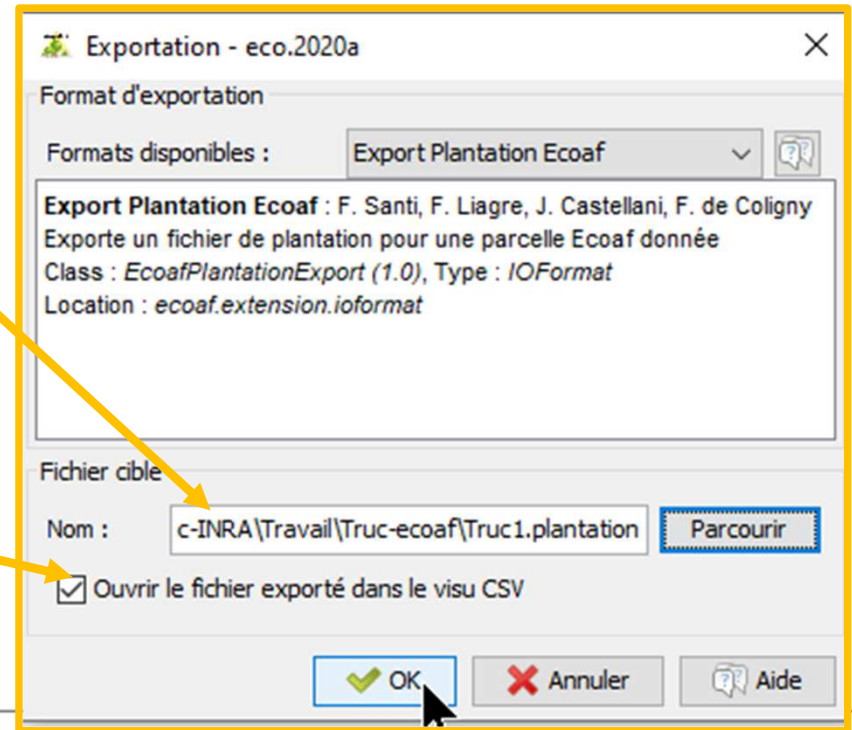 Exportation - eco.2020a
Format d'exportation
Formats disponibles : Export Plantation Ecoaf
Export Plantation Ecoaf : F. Santi, F. Liagre, J. Castellani, F. de Coligny
Exporte un fichier de plantation pour une parcelle Ecoaf donnée
Class : EcoafPlantationExport (1.0), Type : IOFormat
Location : ecoaf.extension.ioformat
Fichier cible
Nom : c-INRA\Travail\Truc-ecoaf\Truc1.plantation Parcourir
Ouvrir le fichier exporté dans le visu CSV
OK Annuler Aide